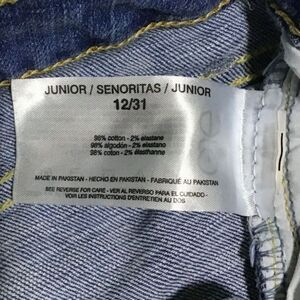 JUNIOR / SENORITAS / JUNIOR
12/31
98% cotton - 2% elastane
98% algodón - 2% elastano
98% cotton - 2% élasthanne
MADE IN PAKISTAN - HECHO EN PAKISTAN - FABRIQUÉ AU PAKISTAN
SEE REVERSE FOR CARE - VER AL REVERSO PARA EL CUIDADO -
VOIR LES INSTRUCTIONS D'ENTRETIEN AU DOS